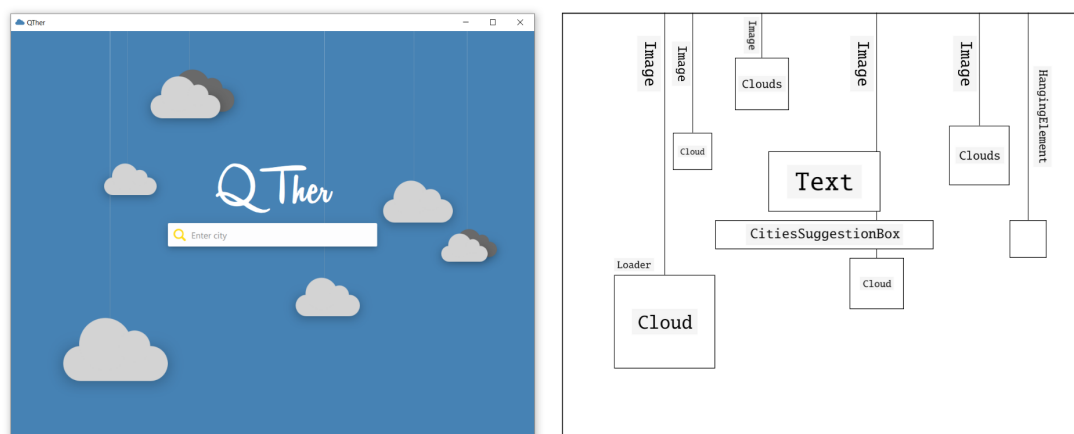 QTher
QTher
Enter city
Image
Image
Image
Image
Image
HangingElement
Clouds
Cloud
Clouds
Text
CitiesSuggestionBox
Loader
Cloud
Cloud